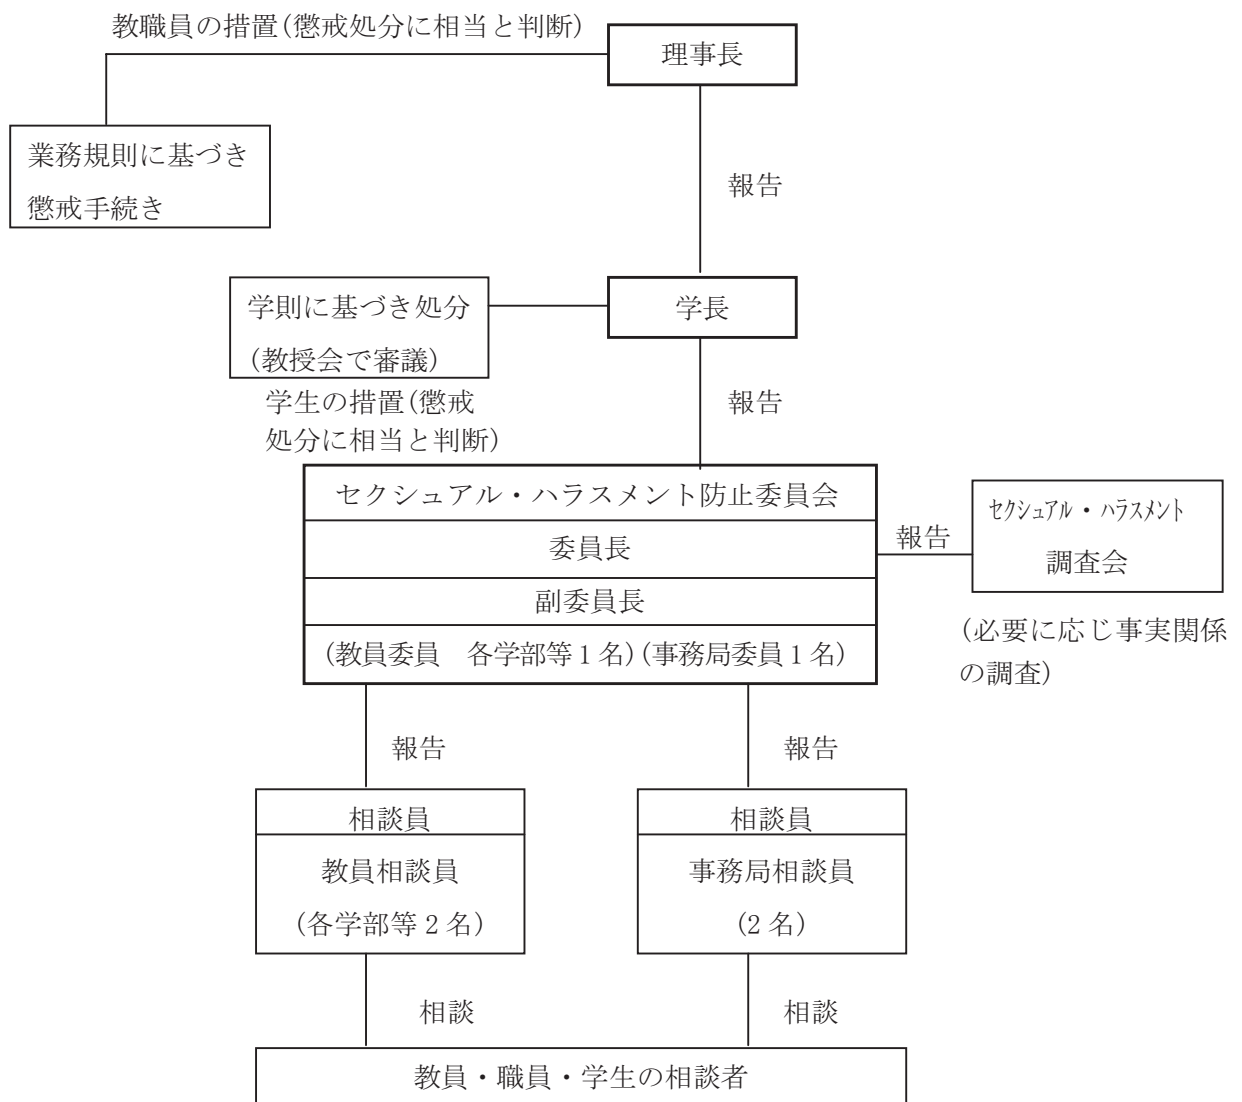 教職員の措置(懲戒処分に相当と判断)
理事長
業務規則に基づき
懲戒手続き
報告
学則に基づき処分
(教授会で審議)
学長
学生の措置(懲戒
処分に相当と判断)
報告
セクシュアル・ハラスメント防止委員会
委員長
副委員長
(教員委員　各学部等1名)(事務局委員1名)
報告
セクシュアル・ハラスメント
調査会
(必要に応じ事実関係
の調査)
報告
報告
相談員
教員相談員
(各学部等2名)
相談員
事務局相談員
(2名)
相談
相談
教員・職員・学生の相談者